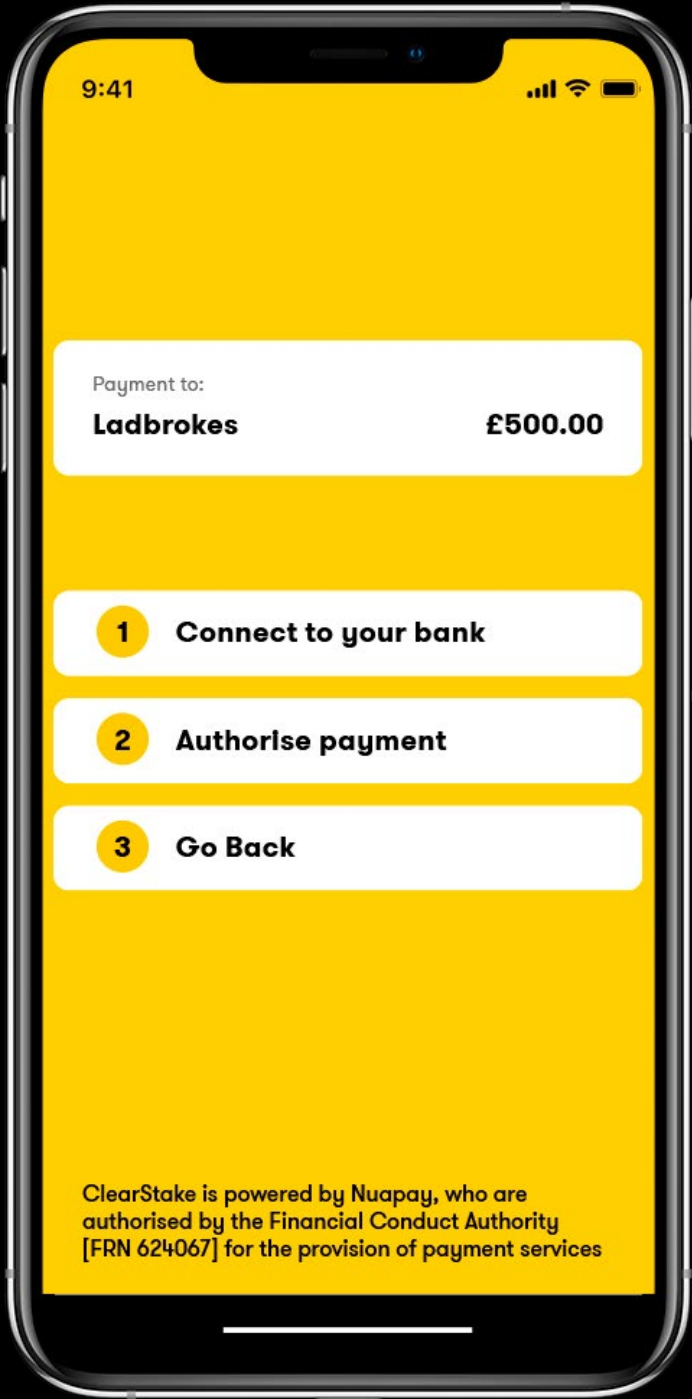 9:41
Payment to:
Ladbrokes £500.00
1 Connect to your bank
2 Authorise payment
3 Go Back
ClearStake is powered by Nuapay, who are
authorised by the Financial Conduct Authority
[FRN 624067] for the provision of payment services